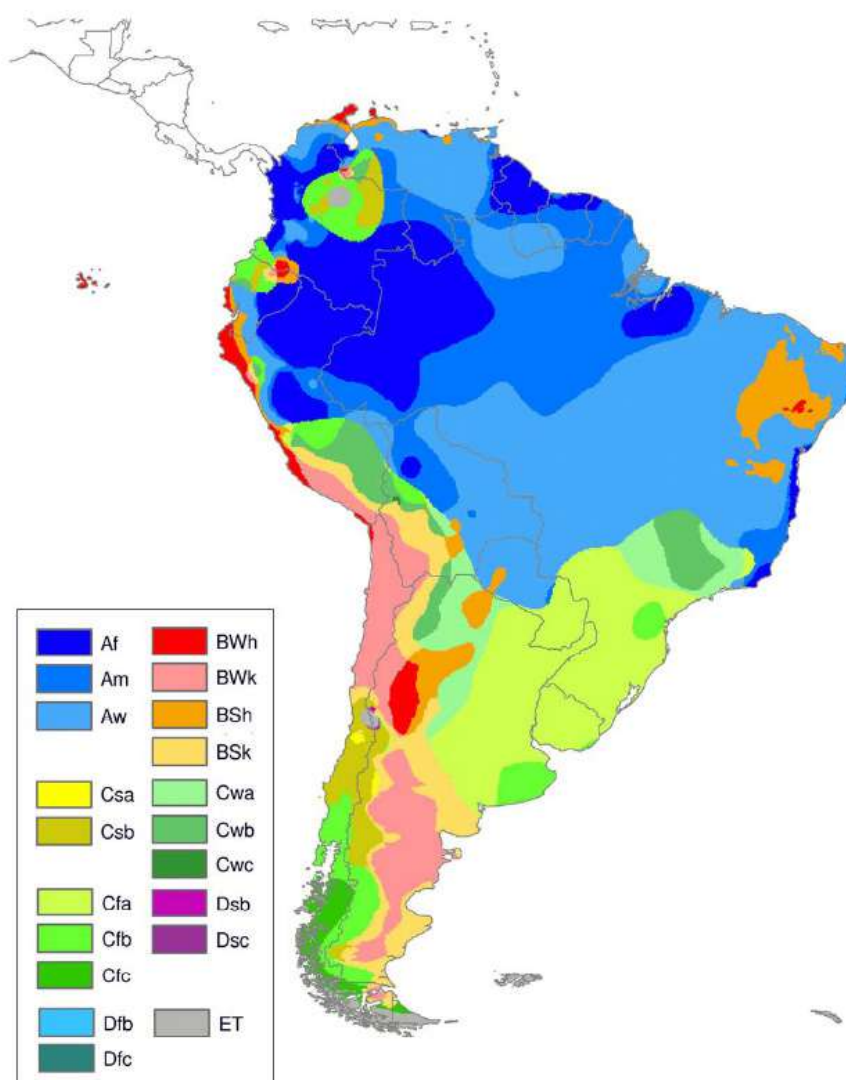 Af
Am
Aw
Csa
Csb
Cfa
Cfb
Cfc
Dfb
Dfc
BWh
BWk
BSh
BSk
Cwa
Cwb
Cwc
Dsb
Dsc
ET